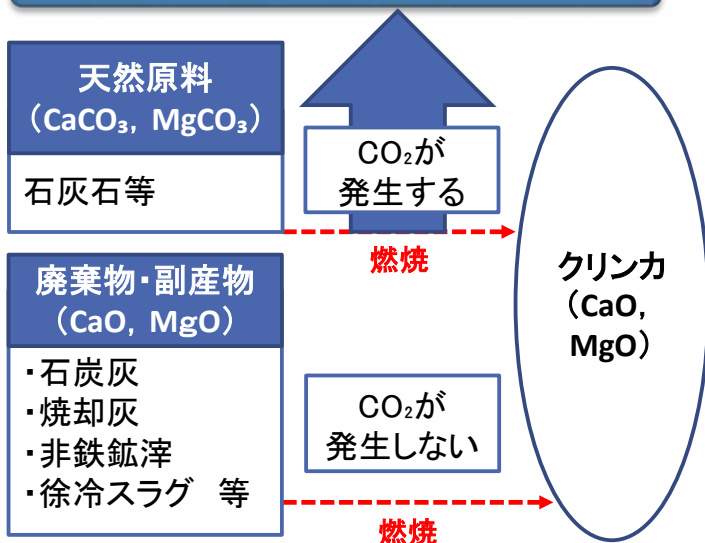 天然原料
（CaCO₃, MgCO₃）
石灰石等
CO₂が
発生する
燃焼
廃棄物・副産物
（CaO, MgO）
・石炭灰
・焼却灰
・非鉄鉱滓
・徐冷スラグ　等
CO₂が
発生しない
燃焼
クリンカ
（CaO,
MgO）